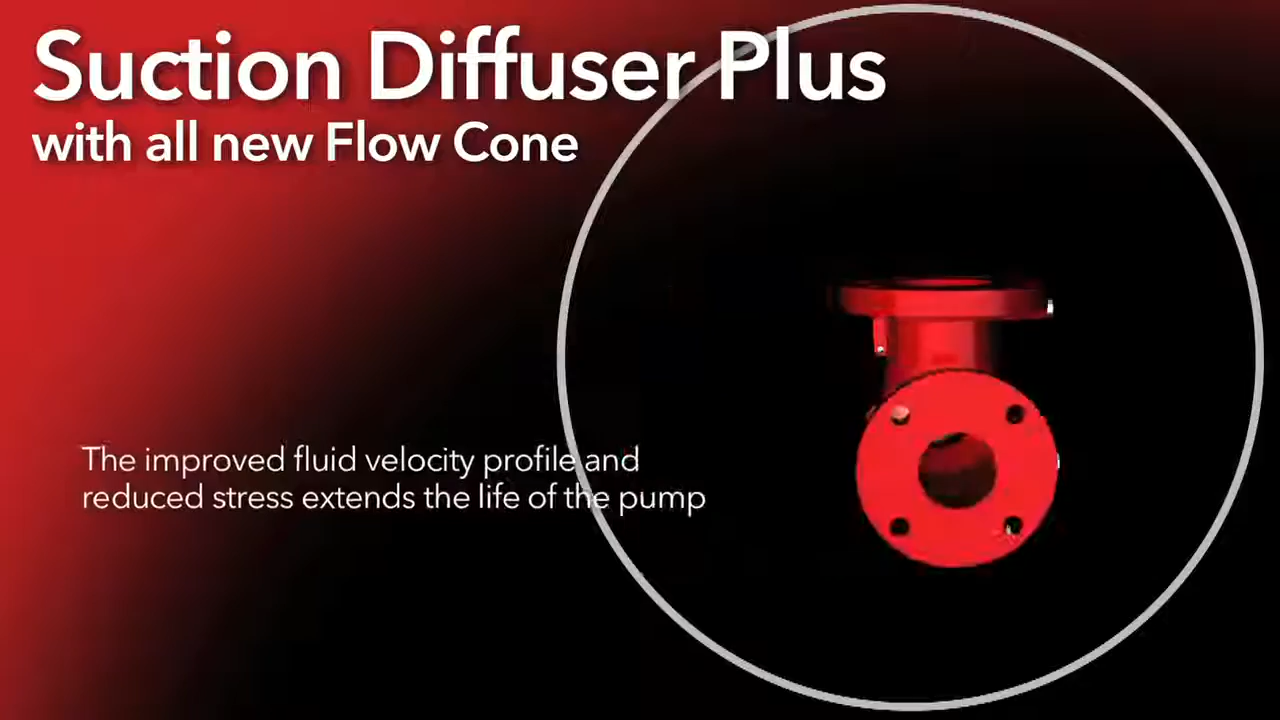 Suction Diffuser Plus
with all new Flow Cone
The improved fluid velocity profile and
reduced stress extends the life of the pump